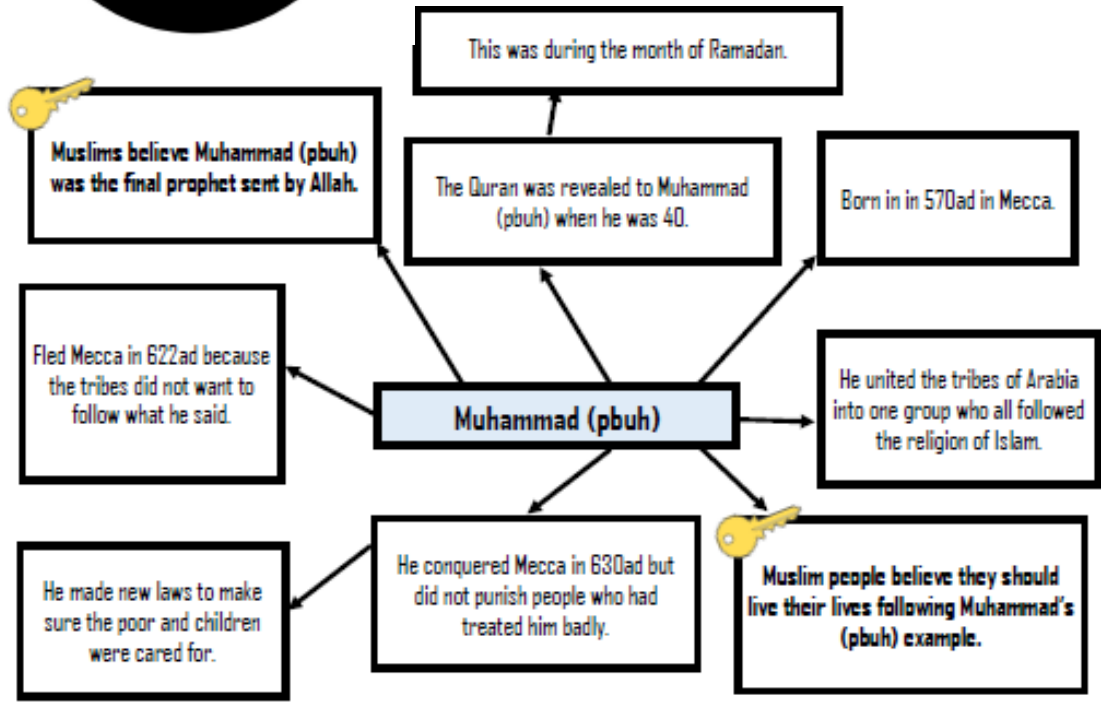 This was during the month of Ramadan.
Muslims believe Muhammad (pbuh)
was the final prophet sent by Allah.
The Quran was revealed to Muhammad
(pbuh) when he was 40.
Born in in 570ad in Mecca.
Fled Mecca in 622ad because
the tribes did not want to
follow what he said.
Muhammad (pbuh)
He united the tribes of Arabia
into one group who all followed
the religion of Islam.
He made new laws to make
sure the poor and children
were cared for.
He conquered Mecca in 630ad but
did not punish people who had
treated him badly.
Muslim people believe they should
live their lives following Muhammad's
(pbuh) example.